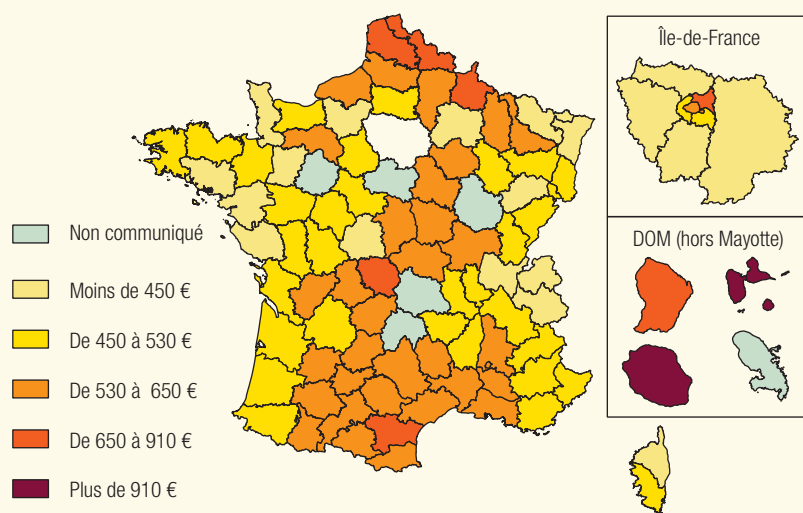 Île-de-France
DOM (hors Mayotte)
Non communiqué
Moins de 450 €
De 450 à 530 €
De 530 à 650 €
De 650 à 910 €
Plus de 910 €